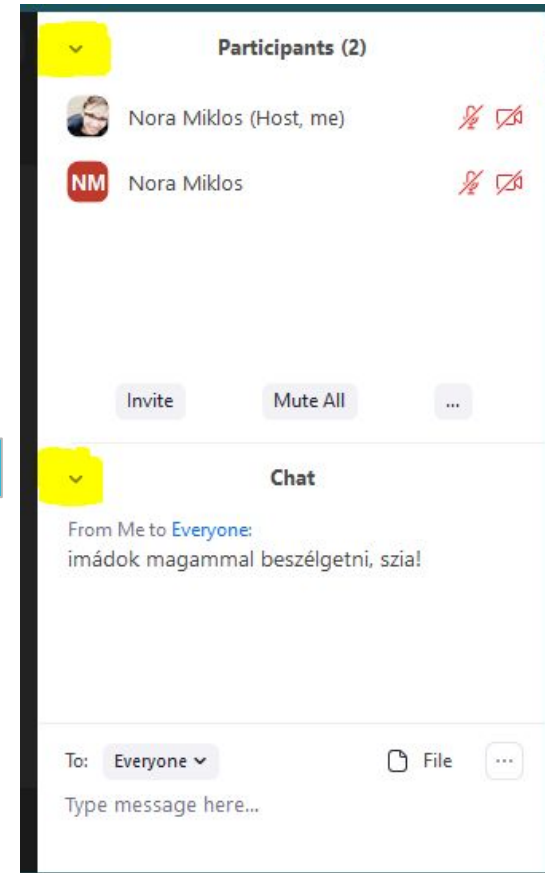 Participants (2)
Nora Miklos (Host, me)
NM Nora Miklos
Invite Mute All ...
Chat
From Me to Everyone:
imádok magammal beszélgetni, szia!
To: Everyone File ...
Type message here...